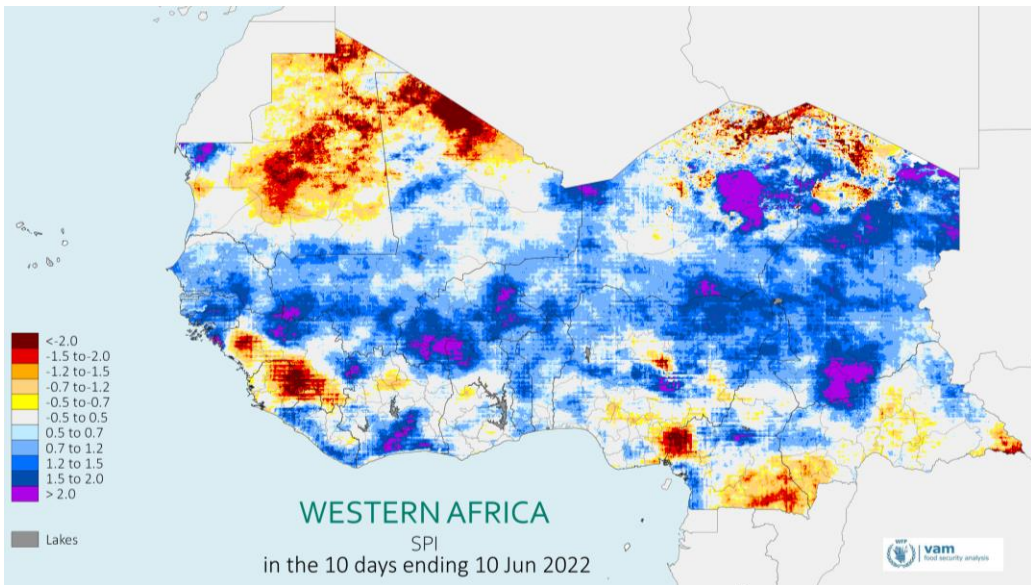 <-2.0
-1.5 to-2.0
-1.2 to-1.5
-0.7 to-1.2
-0.5 to-0.7
-0.5 to 0.5
0.5 to 0.7
0.7 to 1.2
1.2 to 1.5
1.5 to 2.0
> 2.0
Lakes
WESTERN AFRICA
SPI
in the 10 days ending 10 Jun 2022
WFP
vam
food security analysis